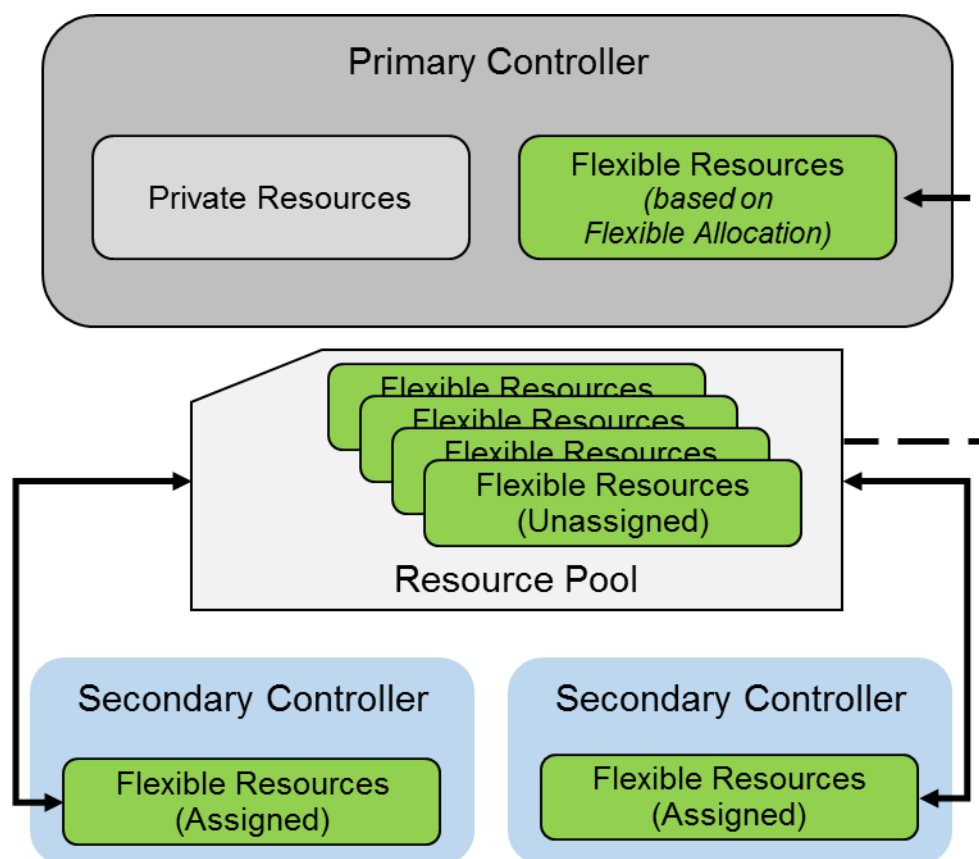 Primary Controller
Private Resources
Flexible Resources
(based on
Flexible Allocation)
Flexible Resources
Flexible Resources
Flexible Resources
Flexible Resources
(Unassigned)
Resource Pool
Secondary Controller
Flexible Resources
(Assigned)
Secondary Controller
Flexible Resources
(Assigned)